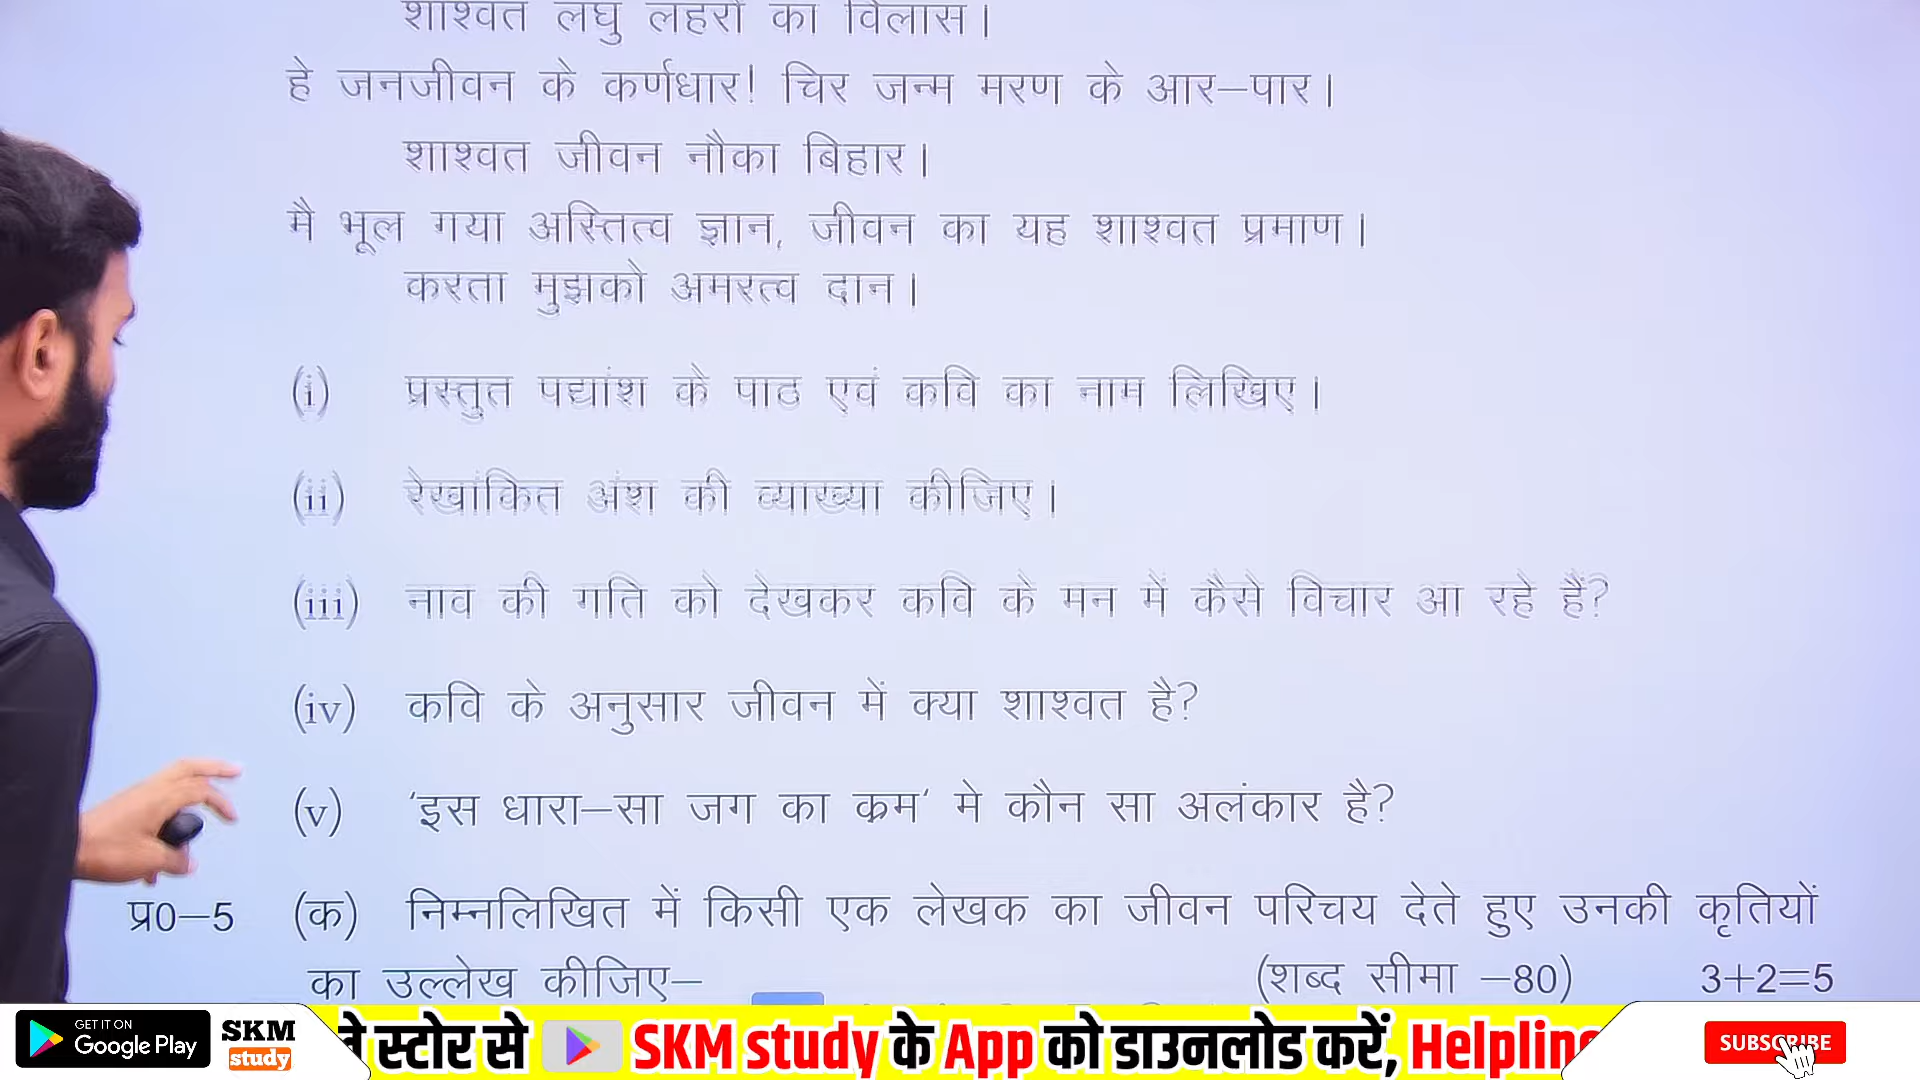 शाश्वत लघु लहरों का विलास।
हे जनजीवन के कर्णधार! चिर जन्म मरण के आर–पार।
शाश्वत जीवन नौका बिहार।
मै भूल गया अस्तित्व ज्ञान, जीवन का यह शाश्वत प्रमाण।
करता मुझको अमरत्व दान।
(i) प्रस्तुत पद्यांश के पाठ एवं कवि का नाम लिखिए।
(ii) रेखांकित अंश की व्याख्या कीजिए।
(iii) नाव की गति को देखकर कवि के मन में कैसे विचार आ रहे हैं?
(iv) कवि के अनुसार जीवन में क्या शाश्वत है?
(v) 'इस धारा–सा जग का क्रम' मे कौन सा अलंकार है?
प्र0–5 (क) निम्नलिखित में किसी एक लेखक का जीवन परिचय देते हुए उनकी कृतियों
का उल्लेख कीजिए– (शब्द सीमा –80) 3+2=5
GET IT ON
Google Play
SKM
study
स्टोर से SKM study के App को डाउनलोड करें, Helpline
SUBSCRIBE